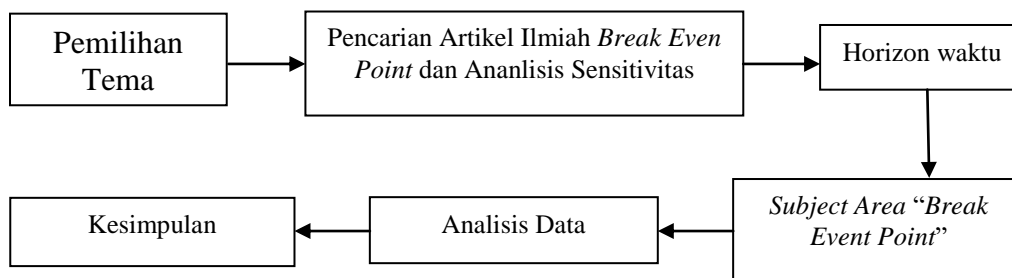 Pemilihan
Tema
Pencarian Artikel Ilmiah Break Even
Point dan Ananlisis Sensitivitas
Horizon waktu
Subject Area “Break
Event Point”
Analisis Data
Kesimpulan